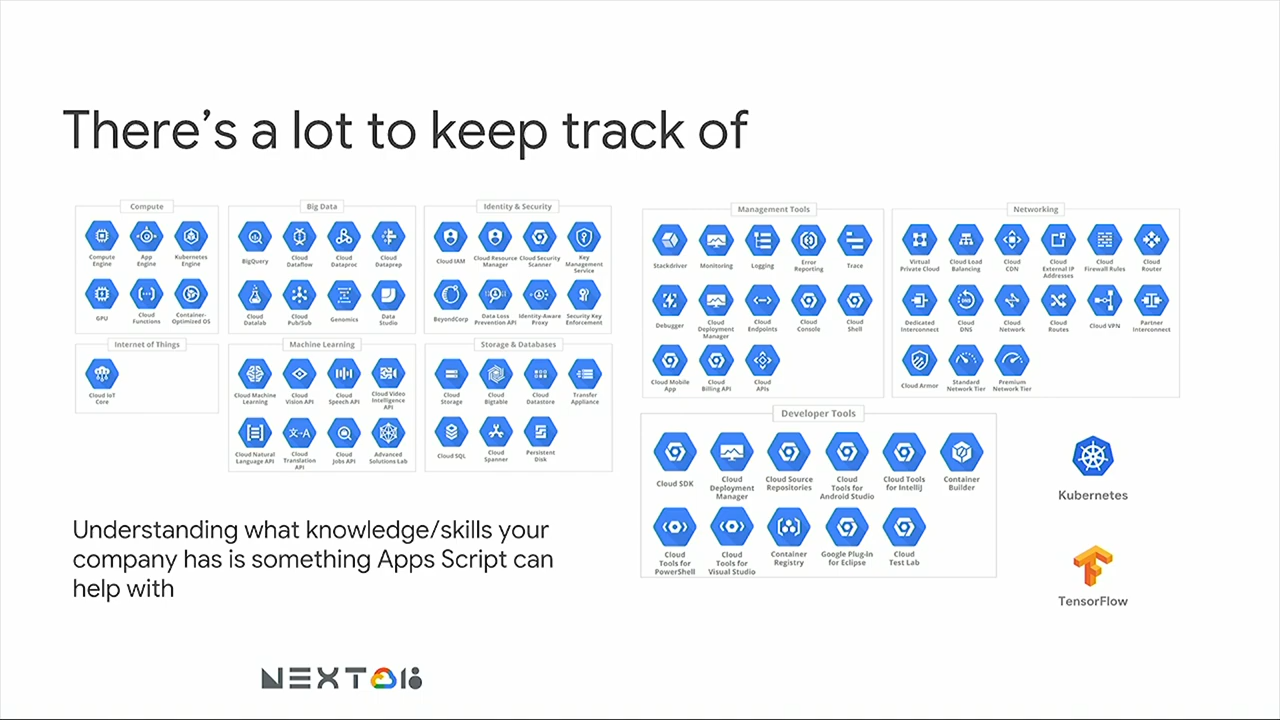 There's a lot to keep track of
Compute
Compute
Engine
App
Engine
Kubernetes
Engine
GPU
Cloud
Functions
Container-
Optimized OS
Big Data
BigQuery
Cloud
Dataflow
Cloud
Dataproc
Cloud
Dataprep
Cloud
Datalab
Cloud
Pub/Sub
Genomics
Data
Studio
Identity & Security
Cloud IAM
Cloud Resource
Manager
Cloud Security
Scanner
Key
Management
Service
BeyondCorp
Data Loss
Prevention API
Identity-Aware
Proxy
Security Key
Enforcement
Internet of Things
Cloud IoT
Core
Machine Learning
Cloud Machine
Learning
Cloud
Vision API
Cloud
Speech API
Cloud Video
Intelligence
API
Cloud Natural
Language API
Cloud
Translation
API
Cloud
Jobs API
Advanced
Solutions Lab
Storage & Databases
Cloud
Storage
Cloud
Bigtable
Cloud
Datastore
Transfer
Appliance
Cloud SQL
Cloud
Spanner
Persistent
Disk
Management Tools
Stackdriver
Monitoring
Logging
Error
Reporting
Trace
Debugger
Cloud
Deployment
Manager
Cloud
Endpoints
Cloud
Console
Cloud
Shell
Cloud Mobile
App
Cloud
Billing API
Cloud
APIs
Networking
Virtual
Private Cloud
Cloud Load
Balancing
Cloud
CDN
Cloud
External IP
Addresses
Cloud
Firewall Rules
Cloud
Router
Dedicated
Interconnect
Cloud
DNS
Cloud
Network
Cloud
Routes
Cloud VPN
Partner
Interconnect
Cloud Armor
Standard
Network Tier
Premium
Network Tier
Developer Tools
Cloud SDK
Cloud
Deployment
Manager
Cloud Source
Repositories
Cloud
Tools for
Android Studio
Cloud Tools
for IntelliJ
Container
Builder
Cloud
Tools for
PowerShell
Cloud
Tools for
Visual Studio
Container
Registry
Google Plug-in
for Eclipse
Cloud
Test Lab
Kubernetes
TensorFlow
Understanding what knowledge/skills your
company has is something Apps Script can
help with
NEXT 18